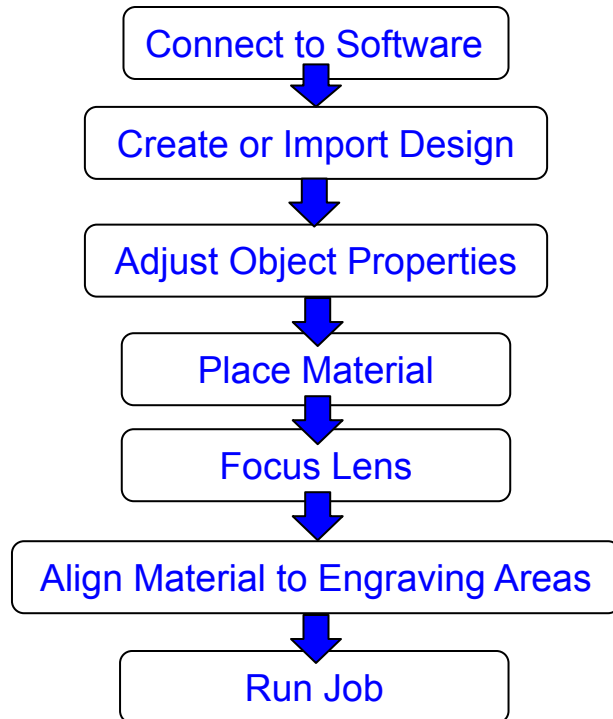 Connect to Software
Create or Import Design
Adjust Object Properties
Place Material
Focus Lens
Align Material to Engraving Areas
Run Job